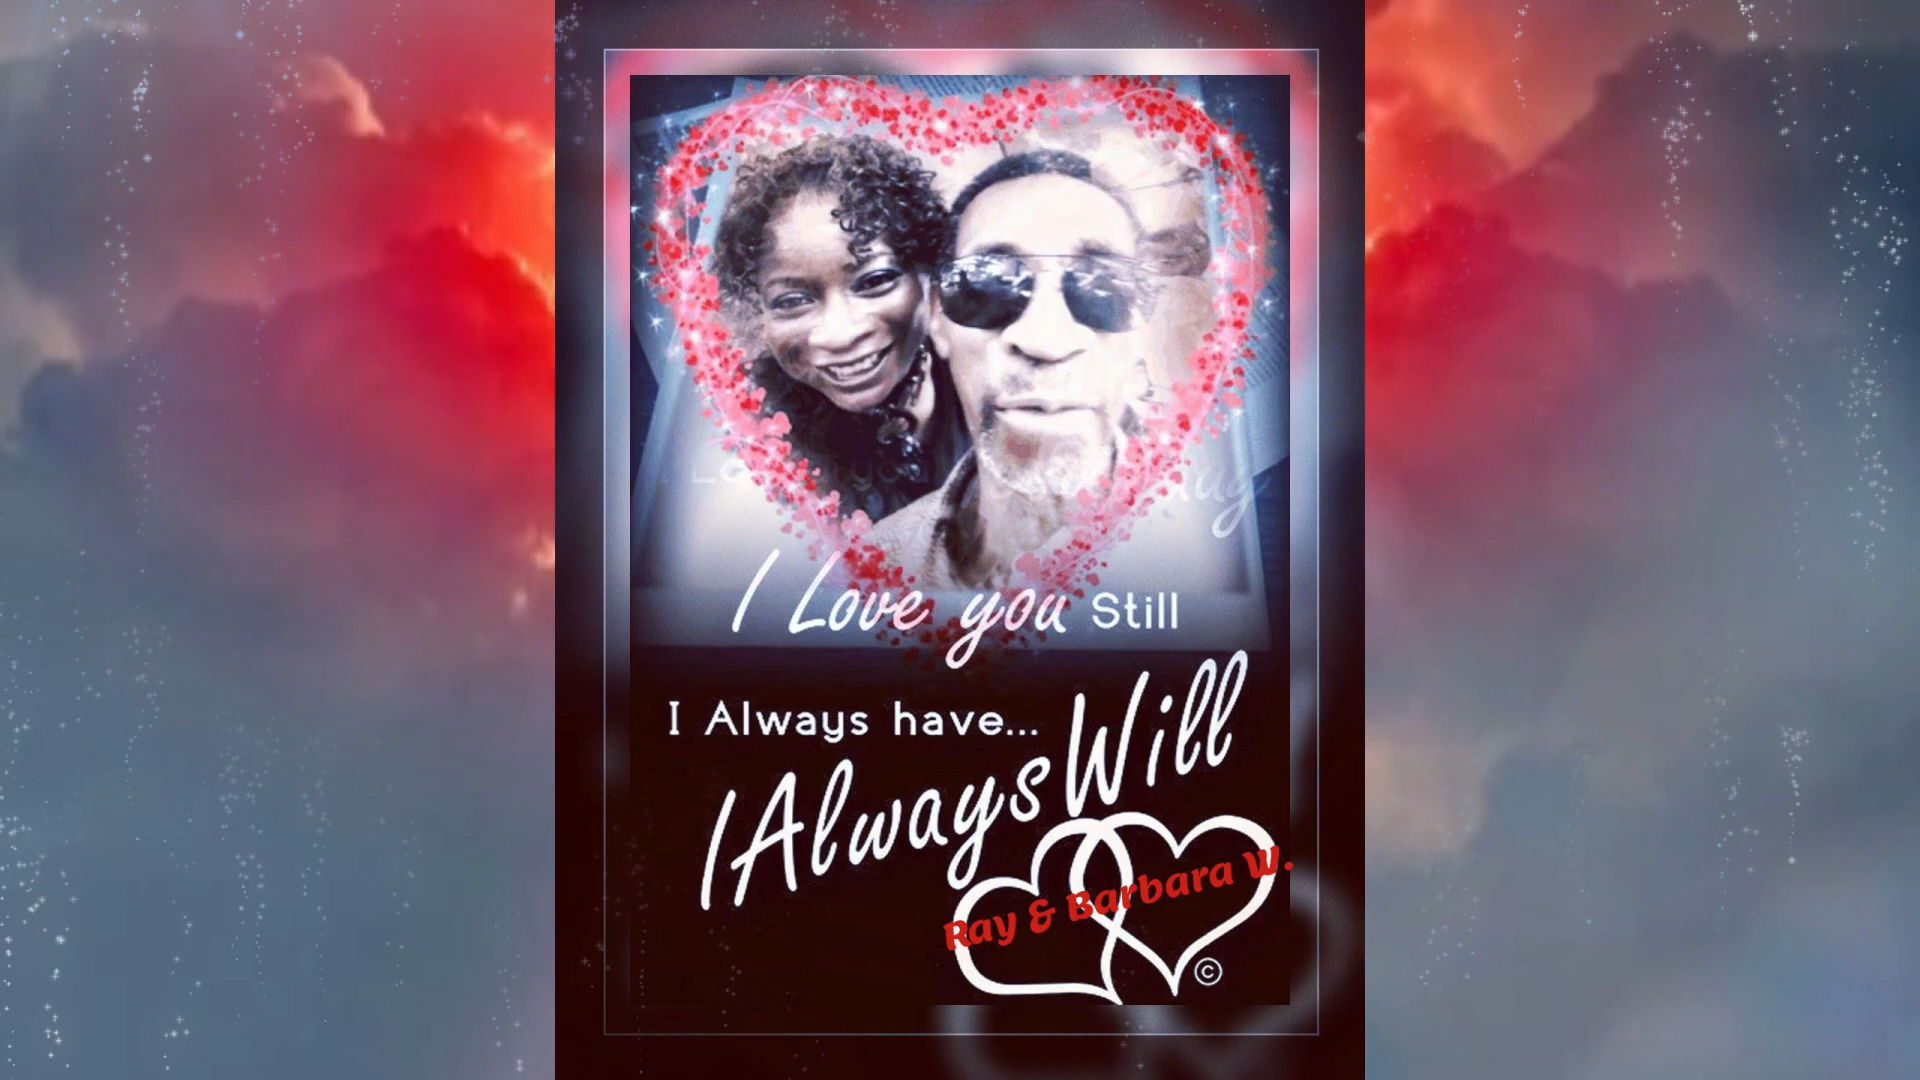 I Love you Still
I Always have...
I Always Will
Ray & Barbara W.
©